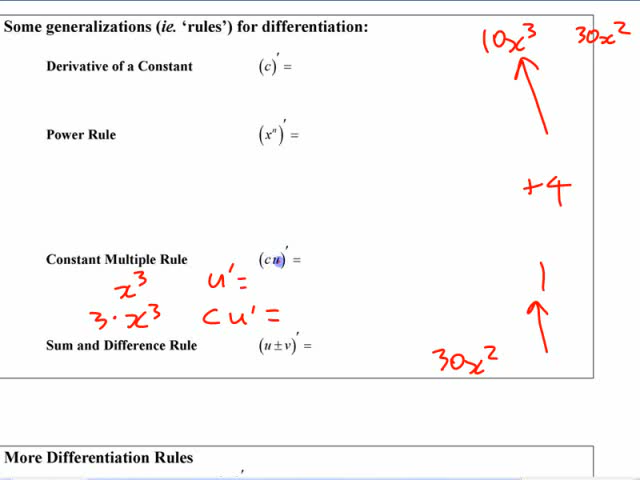 Some generalizations (ie. 'rules') for differentiation:
10x³ 30x²
Derivative of a Constant (c)′ =
Power Rule (xⁿ)′ =
+4
Constant Multiple Rule (cu)′ =
x³ u′ =
1
3·x³ cu′ =
Sum and Difference Rule (u ± v)′ =
30x²
More Differentiation Rules